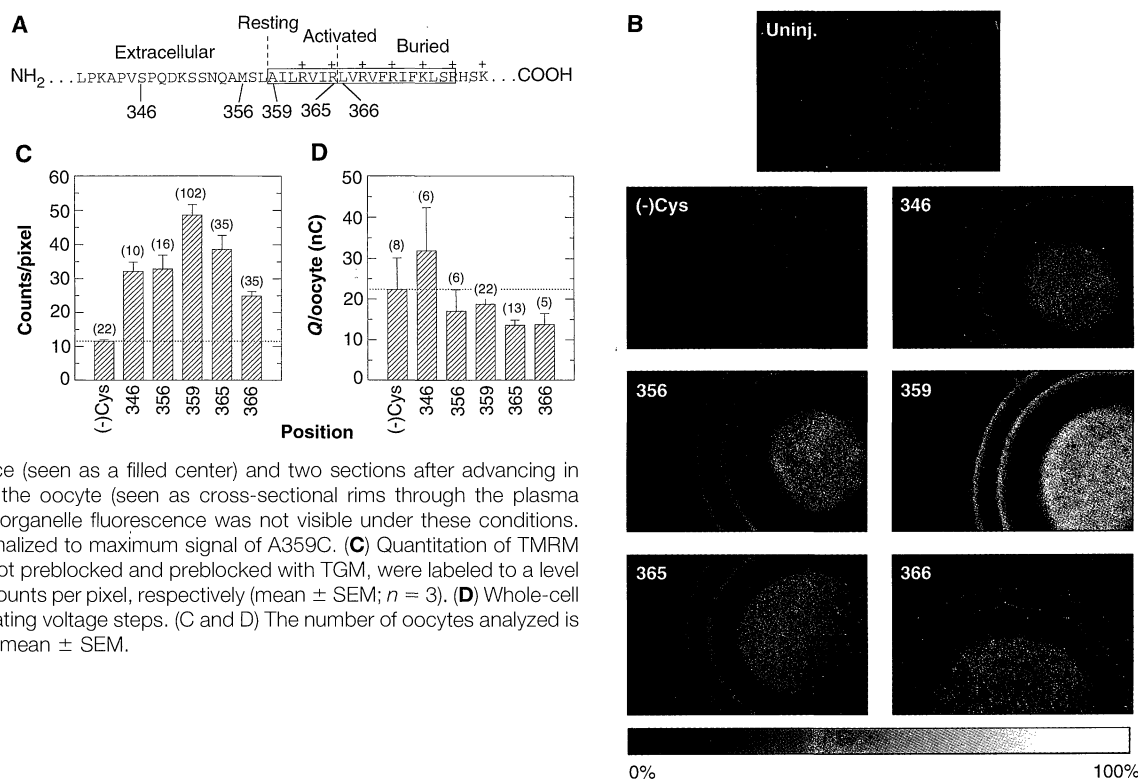 A
Resting
Activated
Extracellular
Buried
+ + + + + + +
NH2...LPKAPVSPQDKSSNQAMSLAILRVIRLVRVFRIFKLSRHSK...COOH
346 356 359 365 366
C
Counts/pixel
60
50
40
30
20
10
0
(22) (10) (16) (102) (35) (35)
(-)Cys 346 356 359 365 366
D
Q/oocyte (nC)
50
40
30
20
10
0
(8) (6) (6) (22) (13) (5)
(-)Cys 346 356 359 365 366
Position
ce (seen as a filled center) and two sections after advancing in
the oocyte (seen as cross-sectional rims through the plasma
organelle fluorescence was not visible under these conditions.
nalized to maximum signal of A359C. (C) Quantitation of TMRM
ot preblocked and preblocked with TGM, were labeled to a level
ounts per pixel, respectively (mean ± SEM; n = 3). (D) Whole-cell
ating voltage steps. (C and D) The number of oocytes analyzed is
mean ± SEM.
B
Uninj.
(-)Cys
346
356
359
365
366
0% 100%